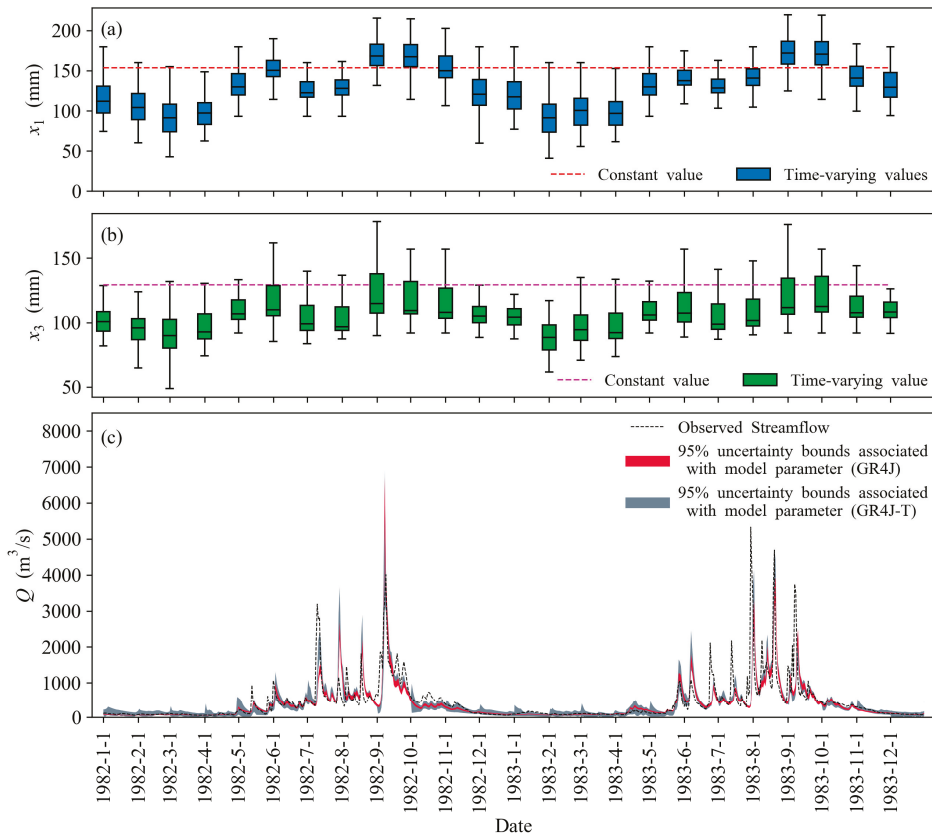 (a)
200
150
100
50
0
x₁ (mm)
Constant value
Time-varying values
(b)
150
100
50
x₃ (mm)
Constant value
Time-varying value
(c)
8000
7000
6000
5000
4000
3000
2000
1000
0
Q (m³/s)
Observed Streamflow
95% uncertainty bounds associated
with model parameter (GR4J)
95% uncertainty bounds associated
with model parameter (GR4J-T)
1982-1-1
1982-2-1
1982-3-1
1982-4-1
1982-5-1
1982-6-1
1982-7-1
1982-8-1
1982-9-1
1982-10-1
1982-11-1
1982-12-1
1983-1-1
1983-2-1
1983-3-1
1983-4-1
1983-5-1
1983-6-1
1983-7-1
1983-8-1
1983-9-1
1983-10-1
1983-11-1
1983-12-1
Date